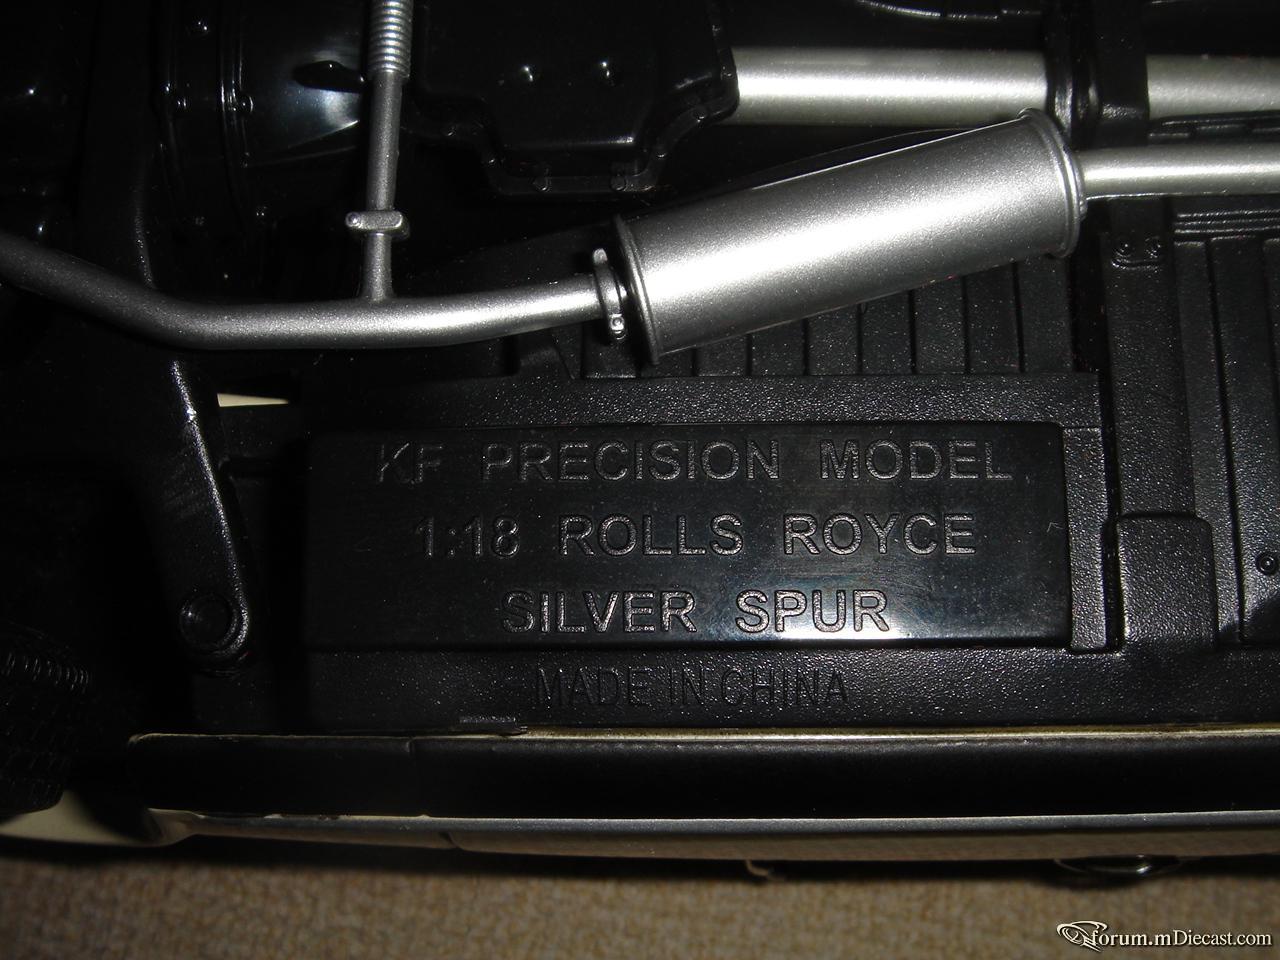 KF PRECISION MODEL
1:18 ROLLS ROYCE
SILVER SPUR
MADE IN CHINA
forum.mDiecast.com